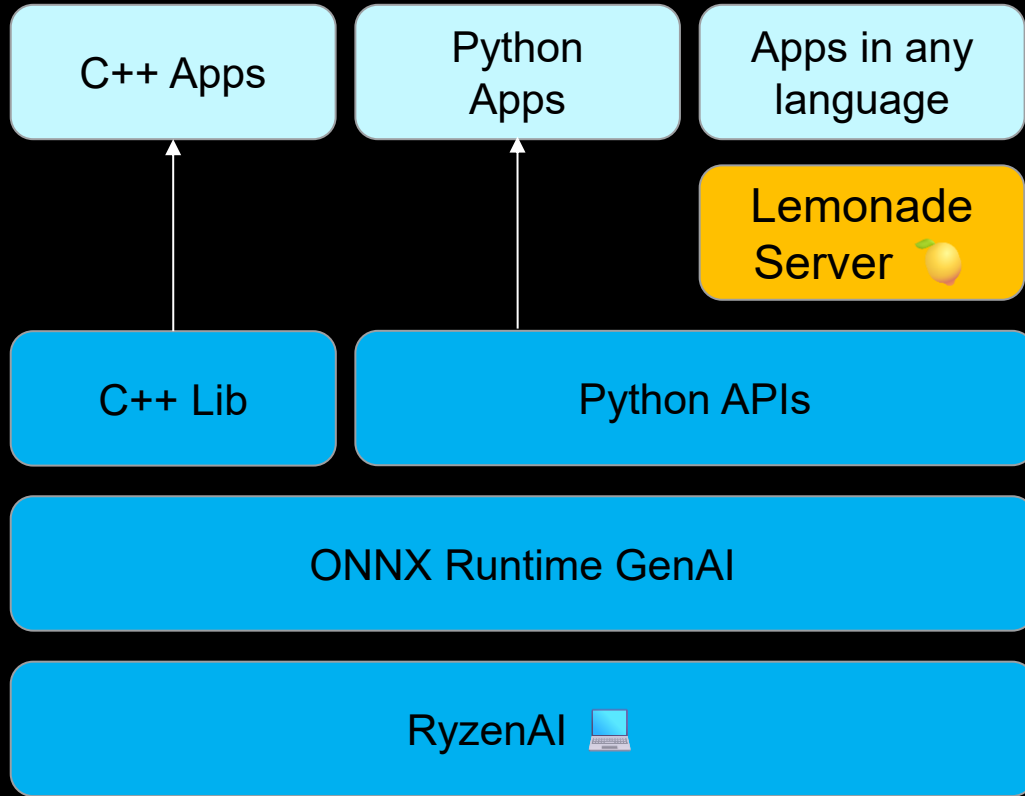 C++ Apps
Python
Apps
Apps in any
language
Lemonade
Server 🍋
C++ Lib
Python APIs
ONNX Runtime GenAI
RyzenAI 💻